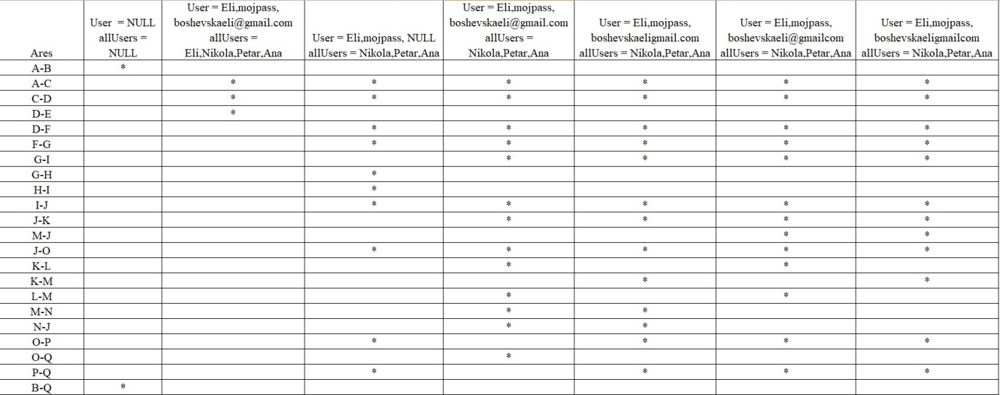 Ares
User = NULL
allUsers =
NULL
User = Eli,mojpass,
boshevskaeli@gmail.com
allUsers =
Eli,Nikola,Petar,Ana
User = Eli,mojpass, NULL
allUsers = Nikola,Petar,Ana
User = Eli,mojpass,
boshevskaeli@gmail.com
allUsers =
Nikola,Petar,Ana
User = Eli,mojpass,
boshevskaeligmail.com
allUsers = Nikola,Petar,Ana
User = Eli,mojpass,
boshevskaeli@gmailcom
allUsers = Nikola,Petar,Ana
User = Eli,mojpass,
boshevskaeligmailcom
allUsers = Nikola,Petar,Ana
A-B *
A-C * * * * * *
C-D * * * * * *
D-E *
D-F * * * * *
F-G * * * * *
G-I * * * *
G-H *
H-I *
I-J * * * * *
J-K * * * *
M-J * *
J-O * * * * *
K-L * *
K-M * *
L-M * *
M-N * *
N-J * *
O-P * * * *
O-Q *
P-Q * * * *
B-Q *